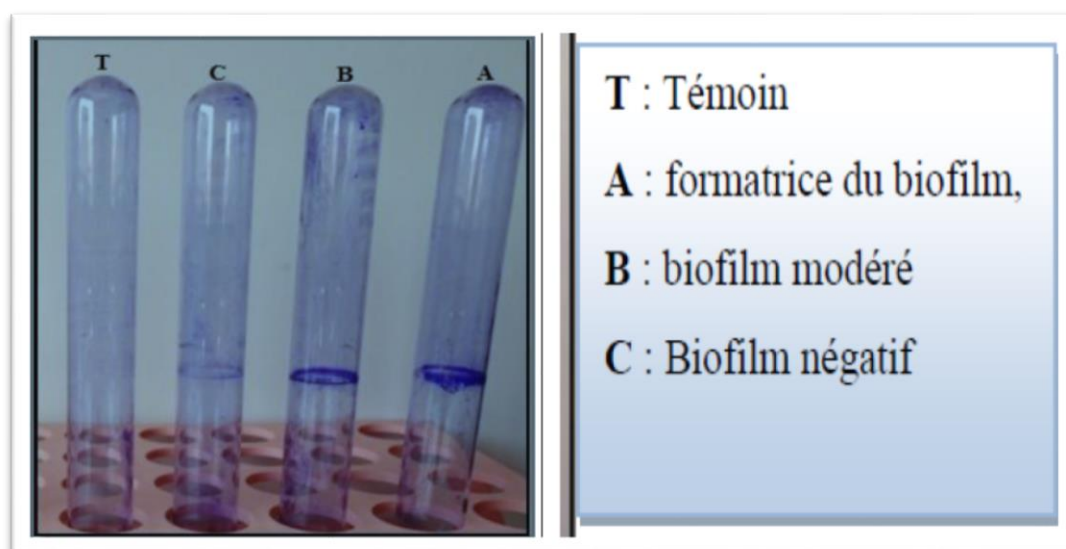 T
C
B
A
T : Témoin
A : formatrice du biofilm,
B : biofilm modéré
C : Biofilm négatif